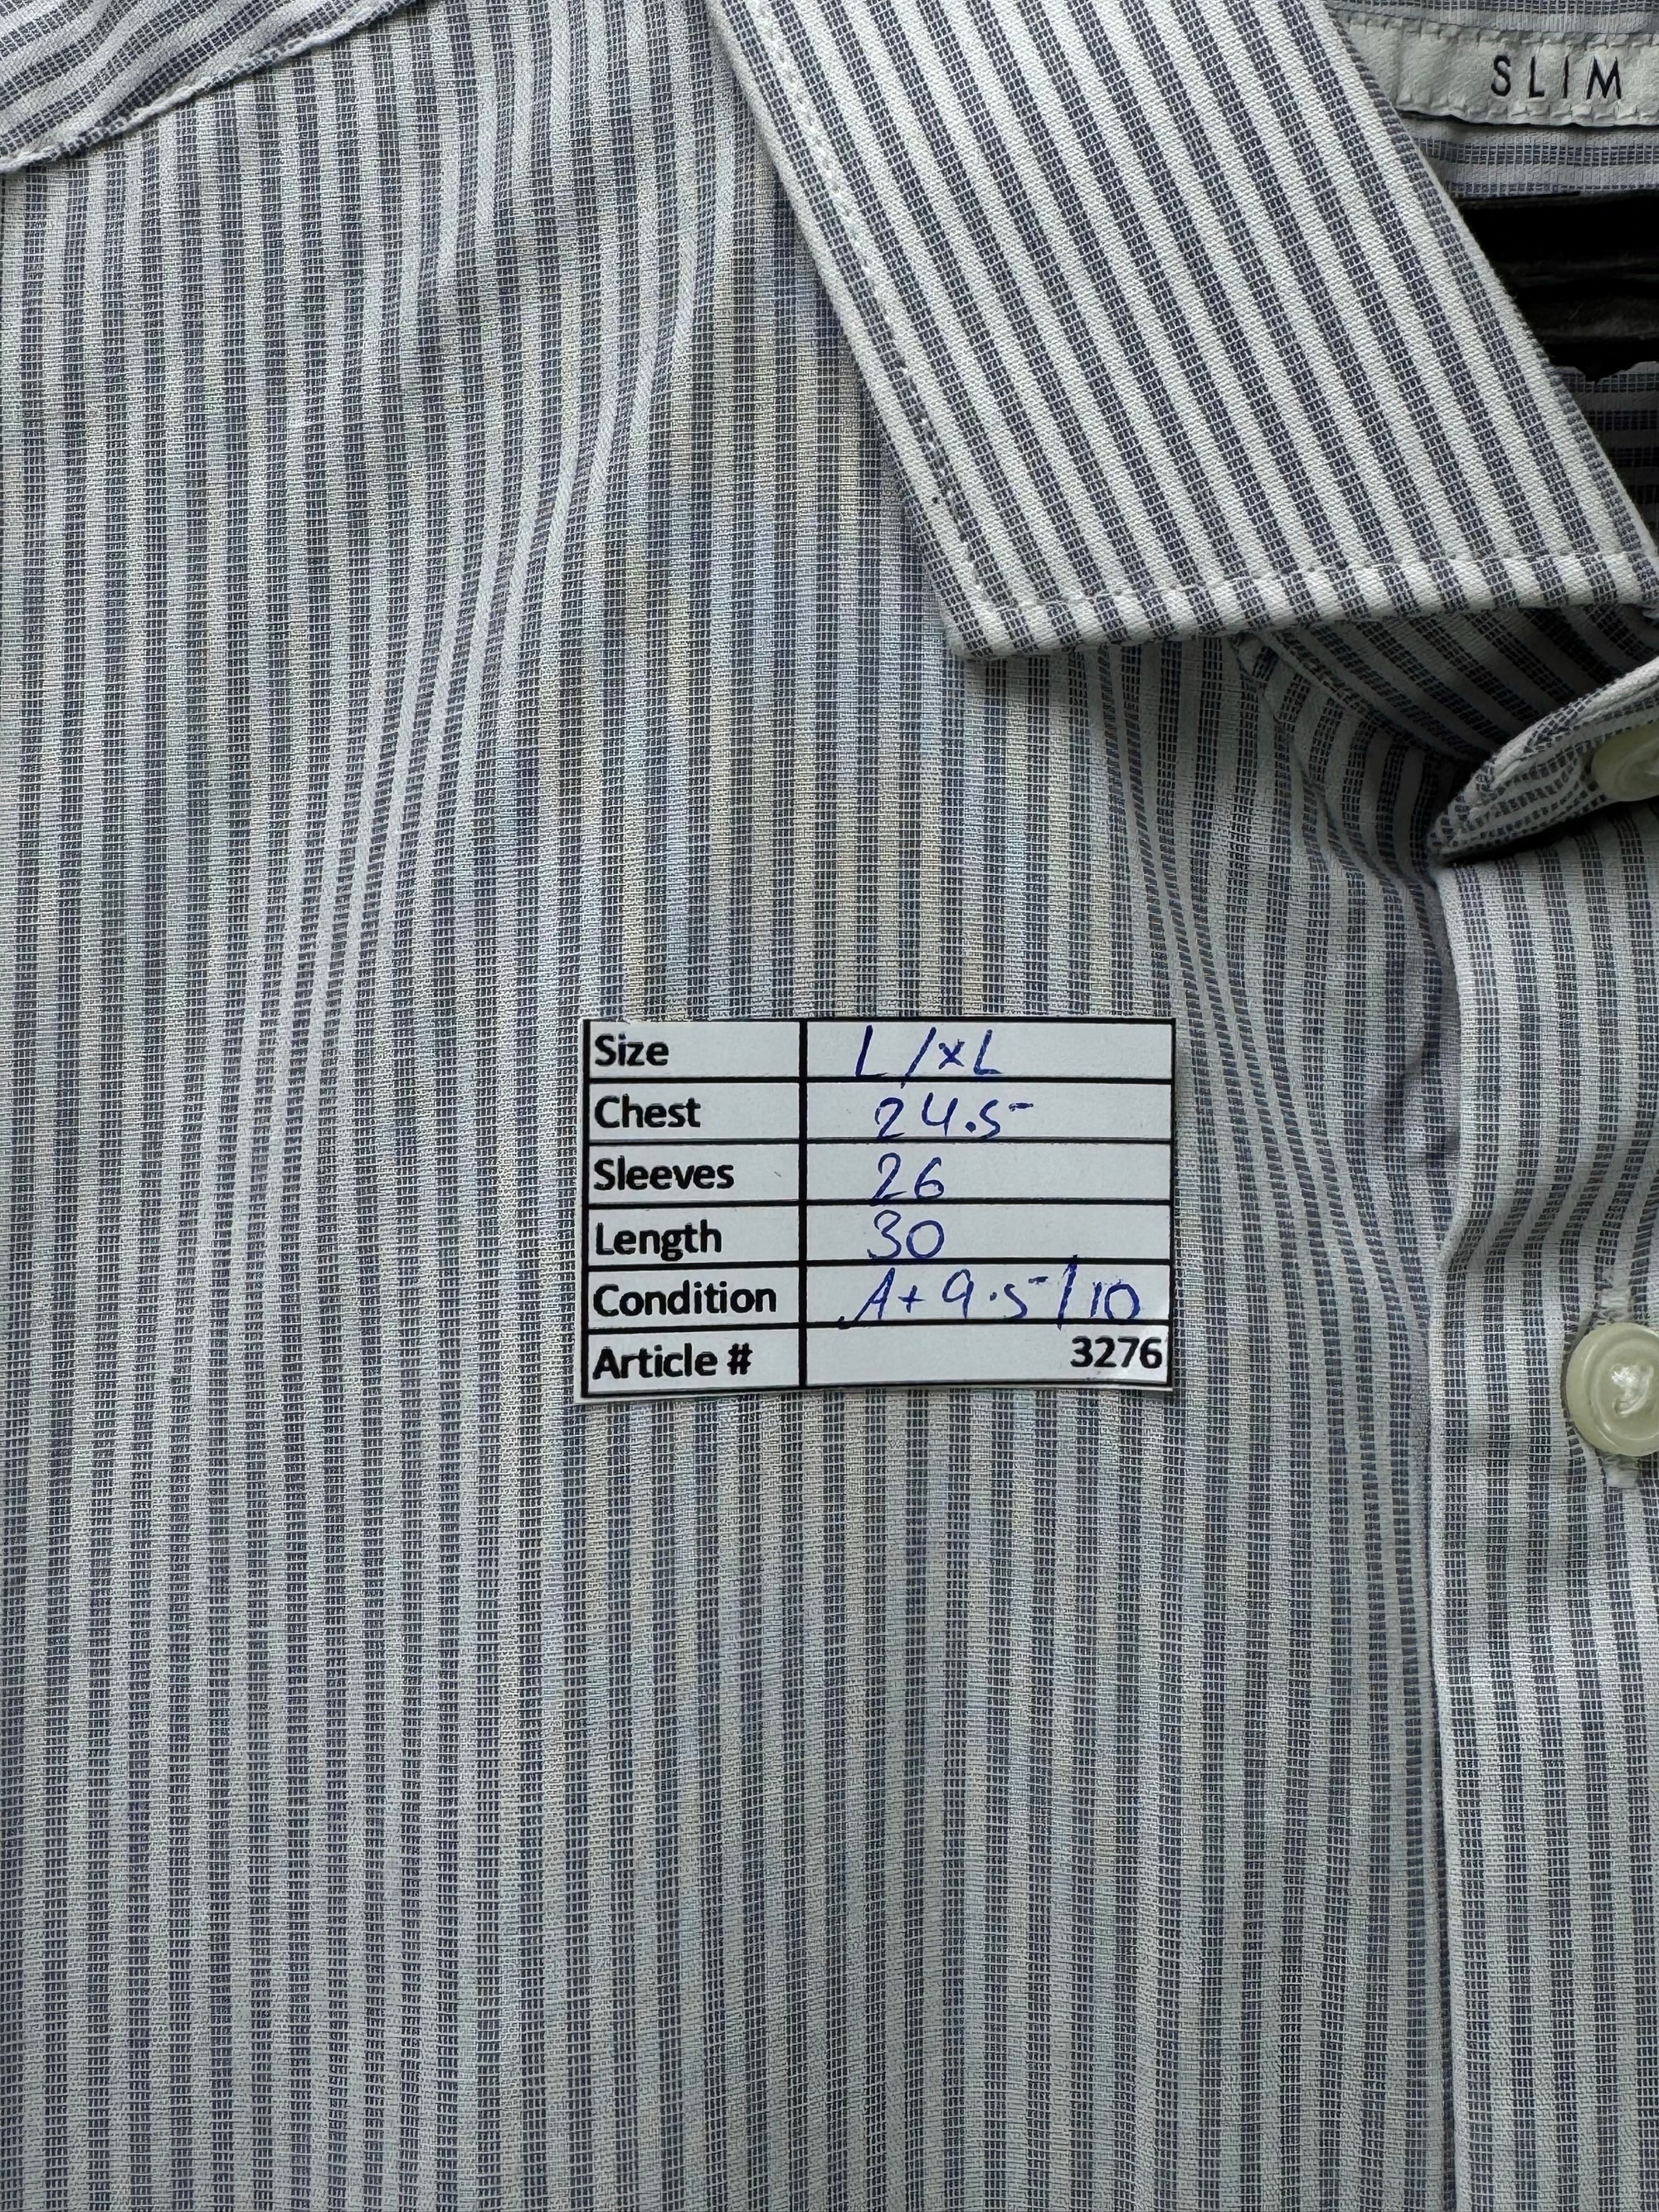 SLIM
Size L/xL
Chest 24.5
Sleeves 26
Length 30
Condition A+ 9.5/10
Article # 3276